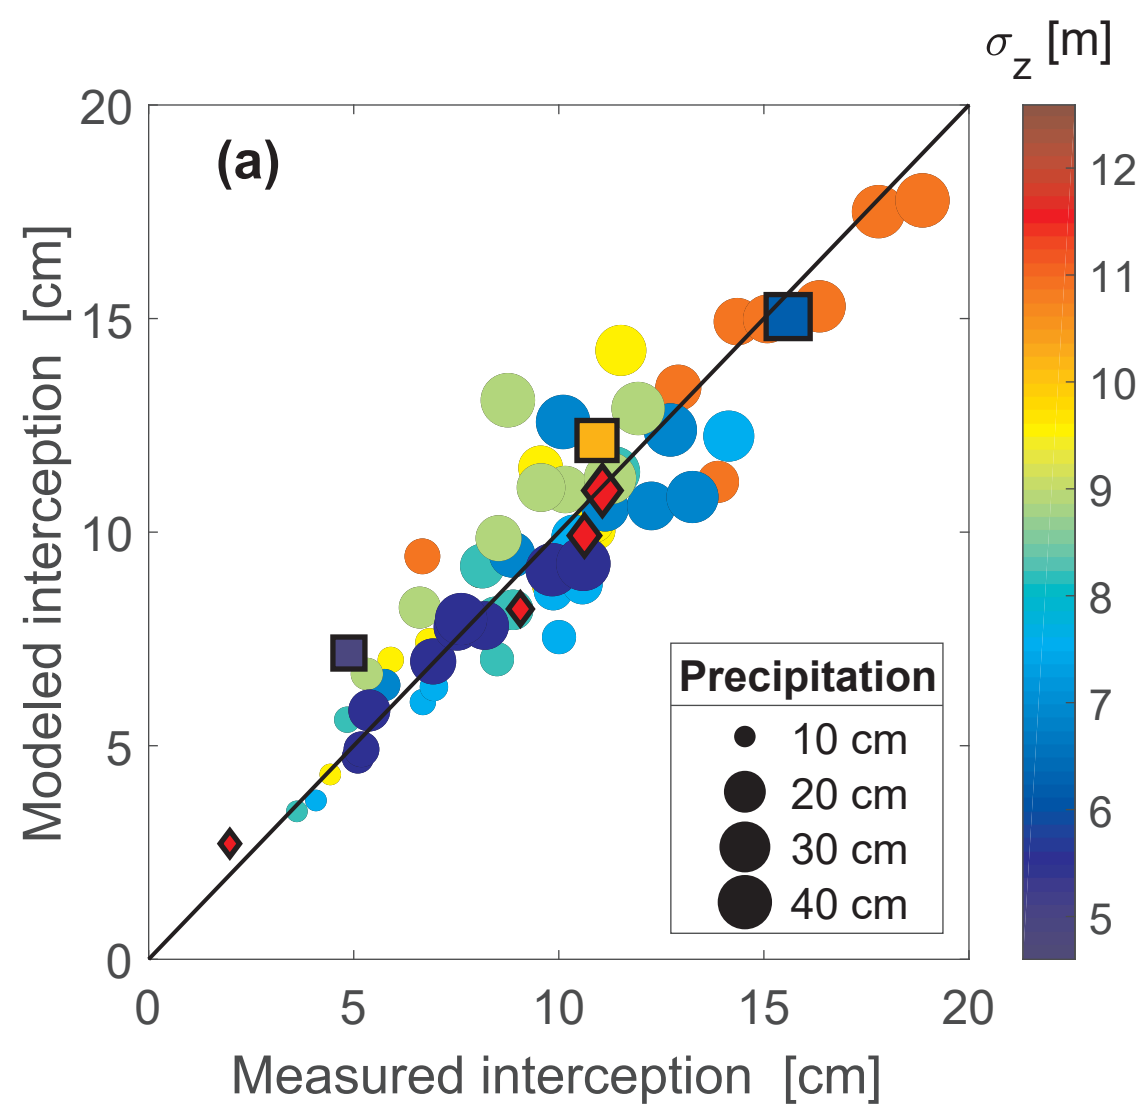 σz [m]
(a)
20
15
10
5
0
Modeled interception [cm]
0 5 10 15 20
Measured interception [cm]
12
11
10
9
8
7
6
5
Precipitation
10 cm
20 cm
30 cm
40 cm